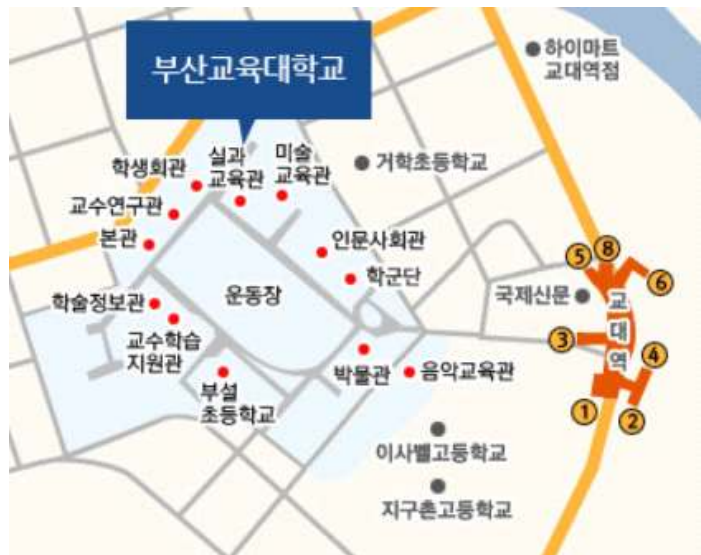 부산교육대학교
하이마트
교대역점
학생회관
실과
교육관
미술
교육관
거학초등학교
교수연구관
본관
인문사회관
학군단
학술정보관
운동장
국제신문
교수학습
지원관
부설
초등학교
박물관
음악교육관
이사벨고등학교
지구촌고등학교
5
8
6
교
대
역
3
4
1
2